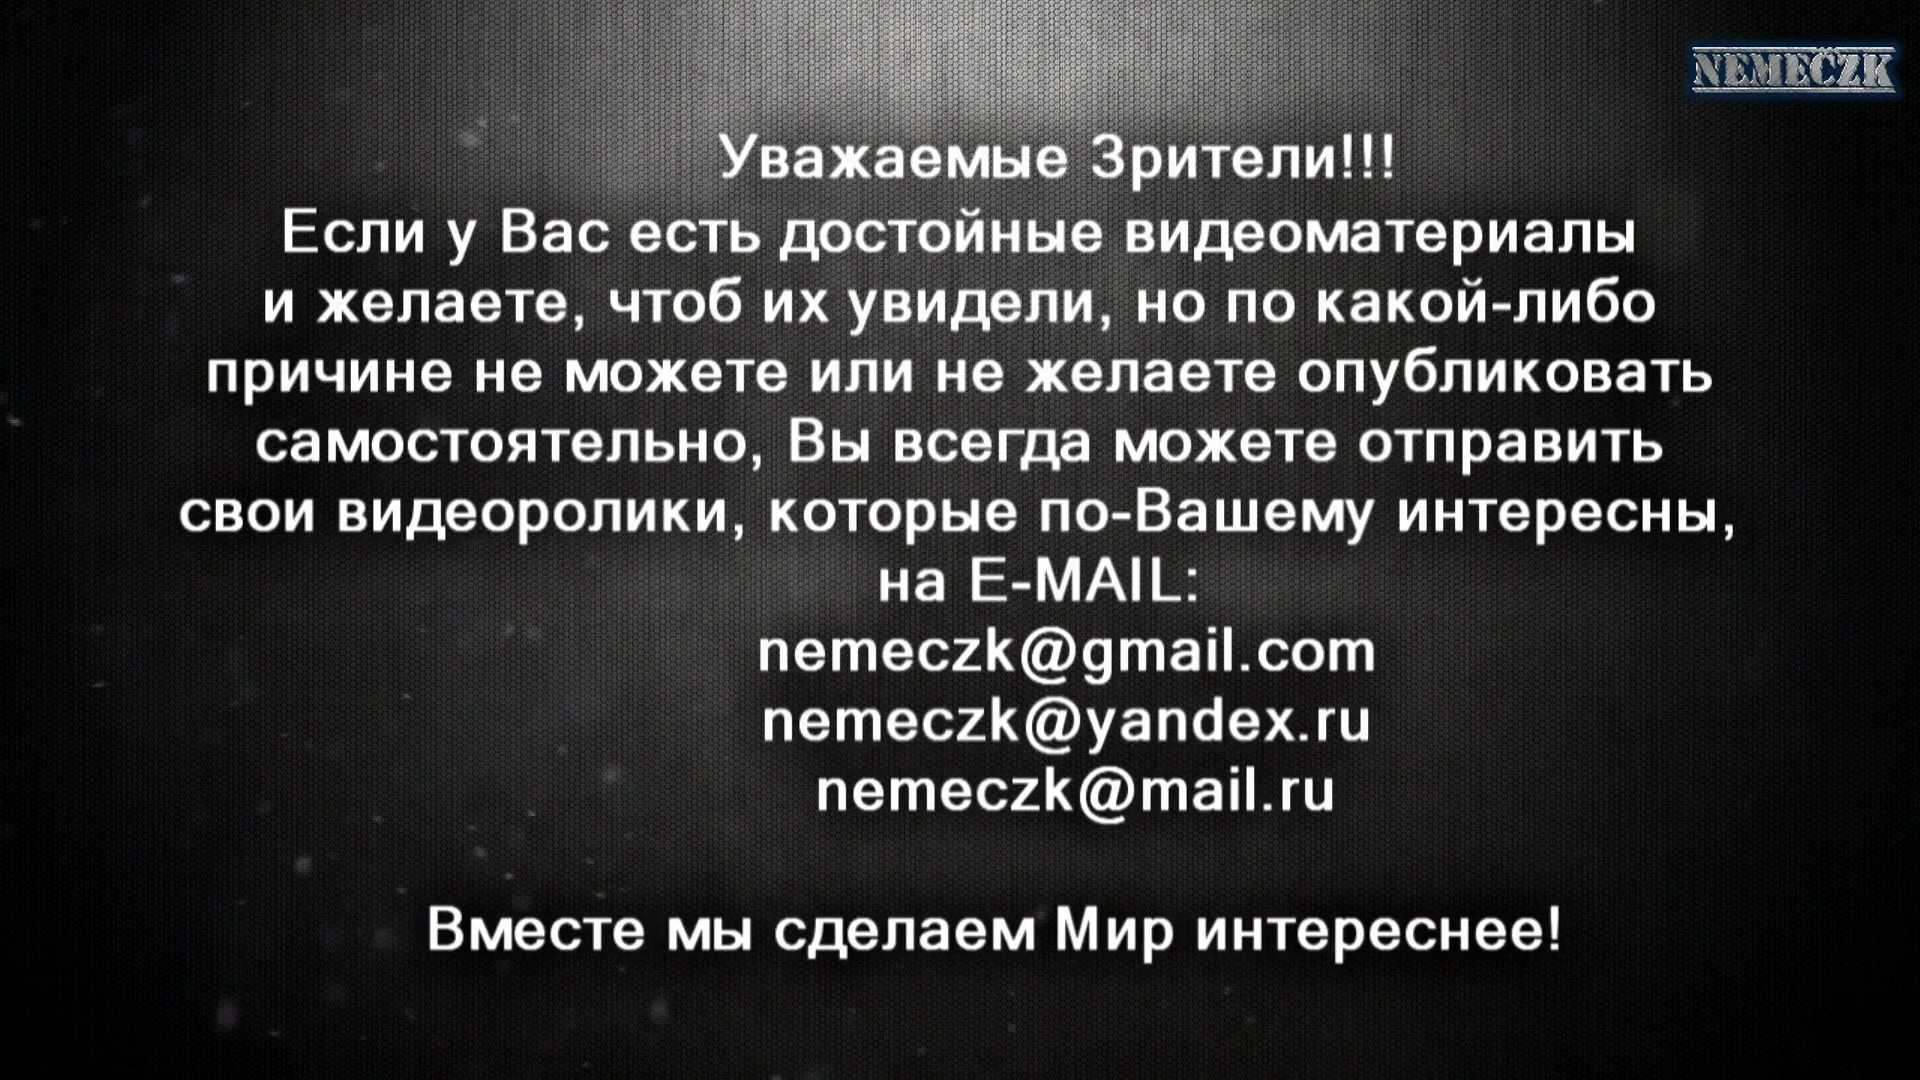 NEMEČZK
Уважаемые Зрители!!!
Если у Вас есть достойные видеоматериалы
и желаете, чтоб их увидели, но по какой-либо
причине не можете или не желаете опубликовать
самостоятельно, Вы всегда можете отправить
свои видеоролики, которые по-Вашему интересны,
на E-MAIL:
nemeczk@gmail.com
nemeczk@yandex.ru
nemeczk@mail.ru
Вместе мы сделаем Мир интереснее!